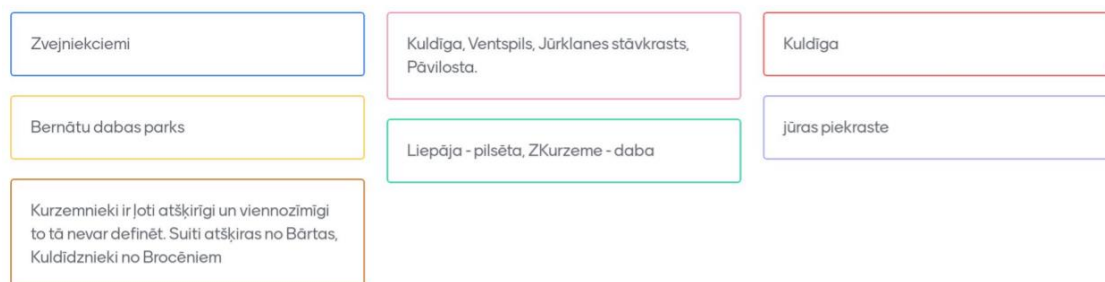 Zvejniekciemi
Bernātu dabas parks
Kurzemnieki ir ļoti atšķirīgi un viennozīmīgi
to tā nevar definēt. Suiti atšķiras no Bārtas,
Kuldīdznieki no Brocēniem
Kuldīga, Ventspils, Jūrklanes stāvkrasts,
Pāvilosta.
Liepāja - pilsēta, ZKurzeme - daba
Kuldīga
jūras piekraste